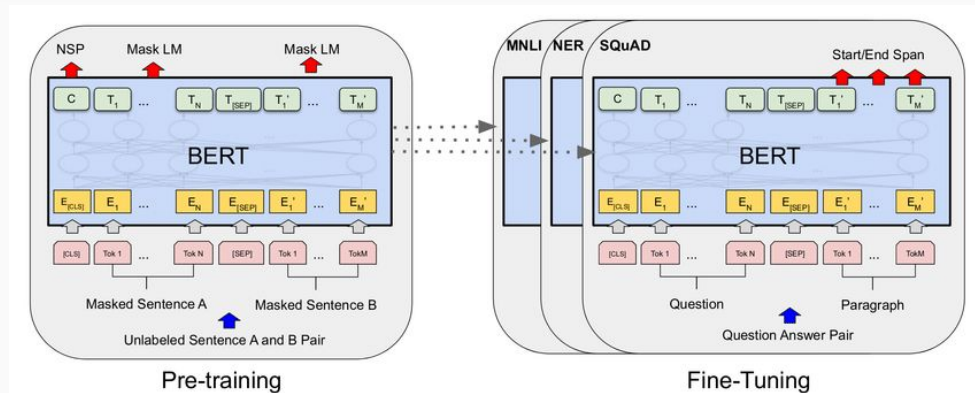 NSP Mask LM Mask LM
C T1 ... TN T[SEP] T1' ... TM'
BERT
E[CLS] E1 ... EN E[SEP] E1' ... EM'
[CLS] Tok 1 ... Tok N [SEP] Tok 1 ... TokM
Masked Sentence A Masked Sentence B
Unlabeled Sentence A and B Pair
Pre-training
MNLI NER SQuAD
Start/End Span
C T1 ... TN T[SEP] T1' ... TM'
BERT
E[CLS] E1 ... EN E[SEP] E1' ... EM'
[CLS] Tok 1 ... Tok N [SEP] Tok 1 ... TokM
Question Paragraph
Question Answer Pair
Fine-Tuning